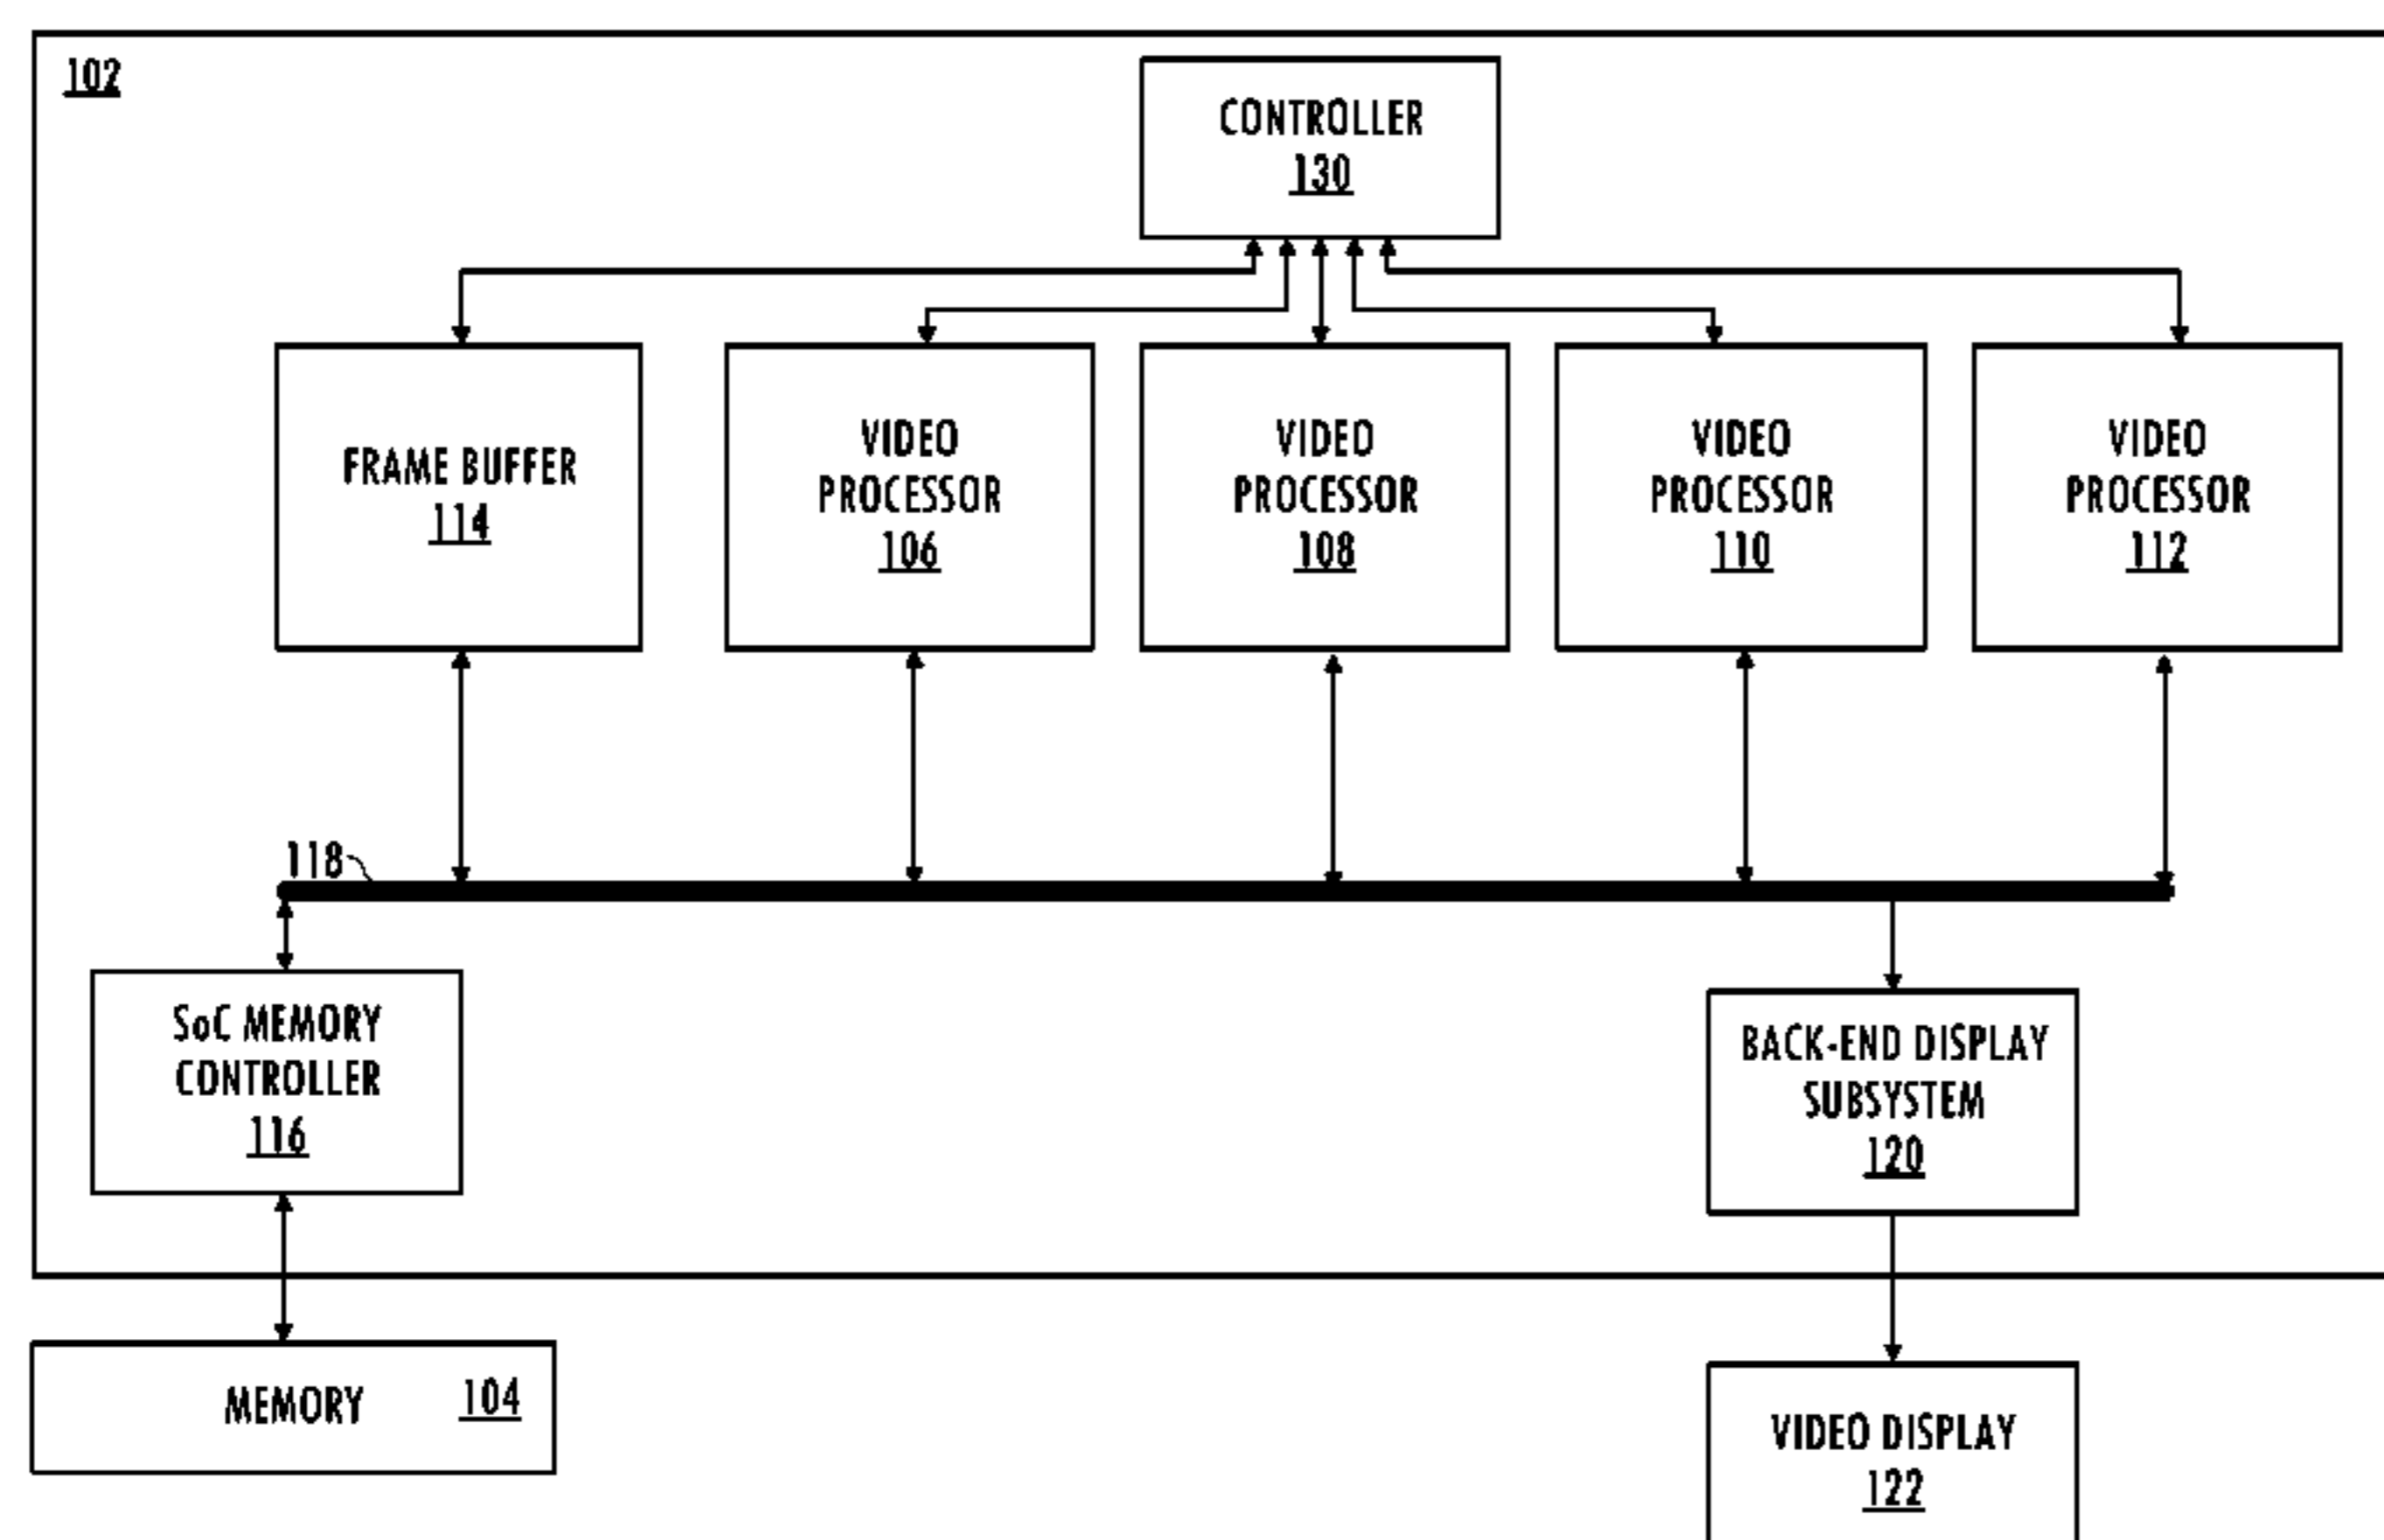 102
CONTROLLER
130
FRAME BUFFER
114
VIDEO
PROCESSOR
106
VIDEO
PROCESSOR
108
VIDEO
PROCESSOR
110
VIDEO
PROCESSOR
112
118
SoC MEMORY
CONTROLLER
116
BACK-END DISPLAY
SUBSYSTEM
120
MEMORY 104
VIDEO DISPLAY
122